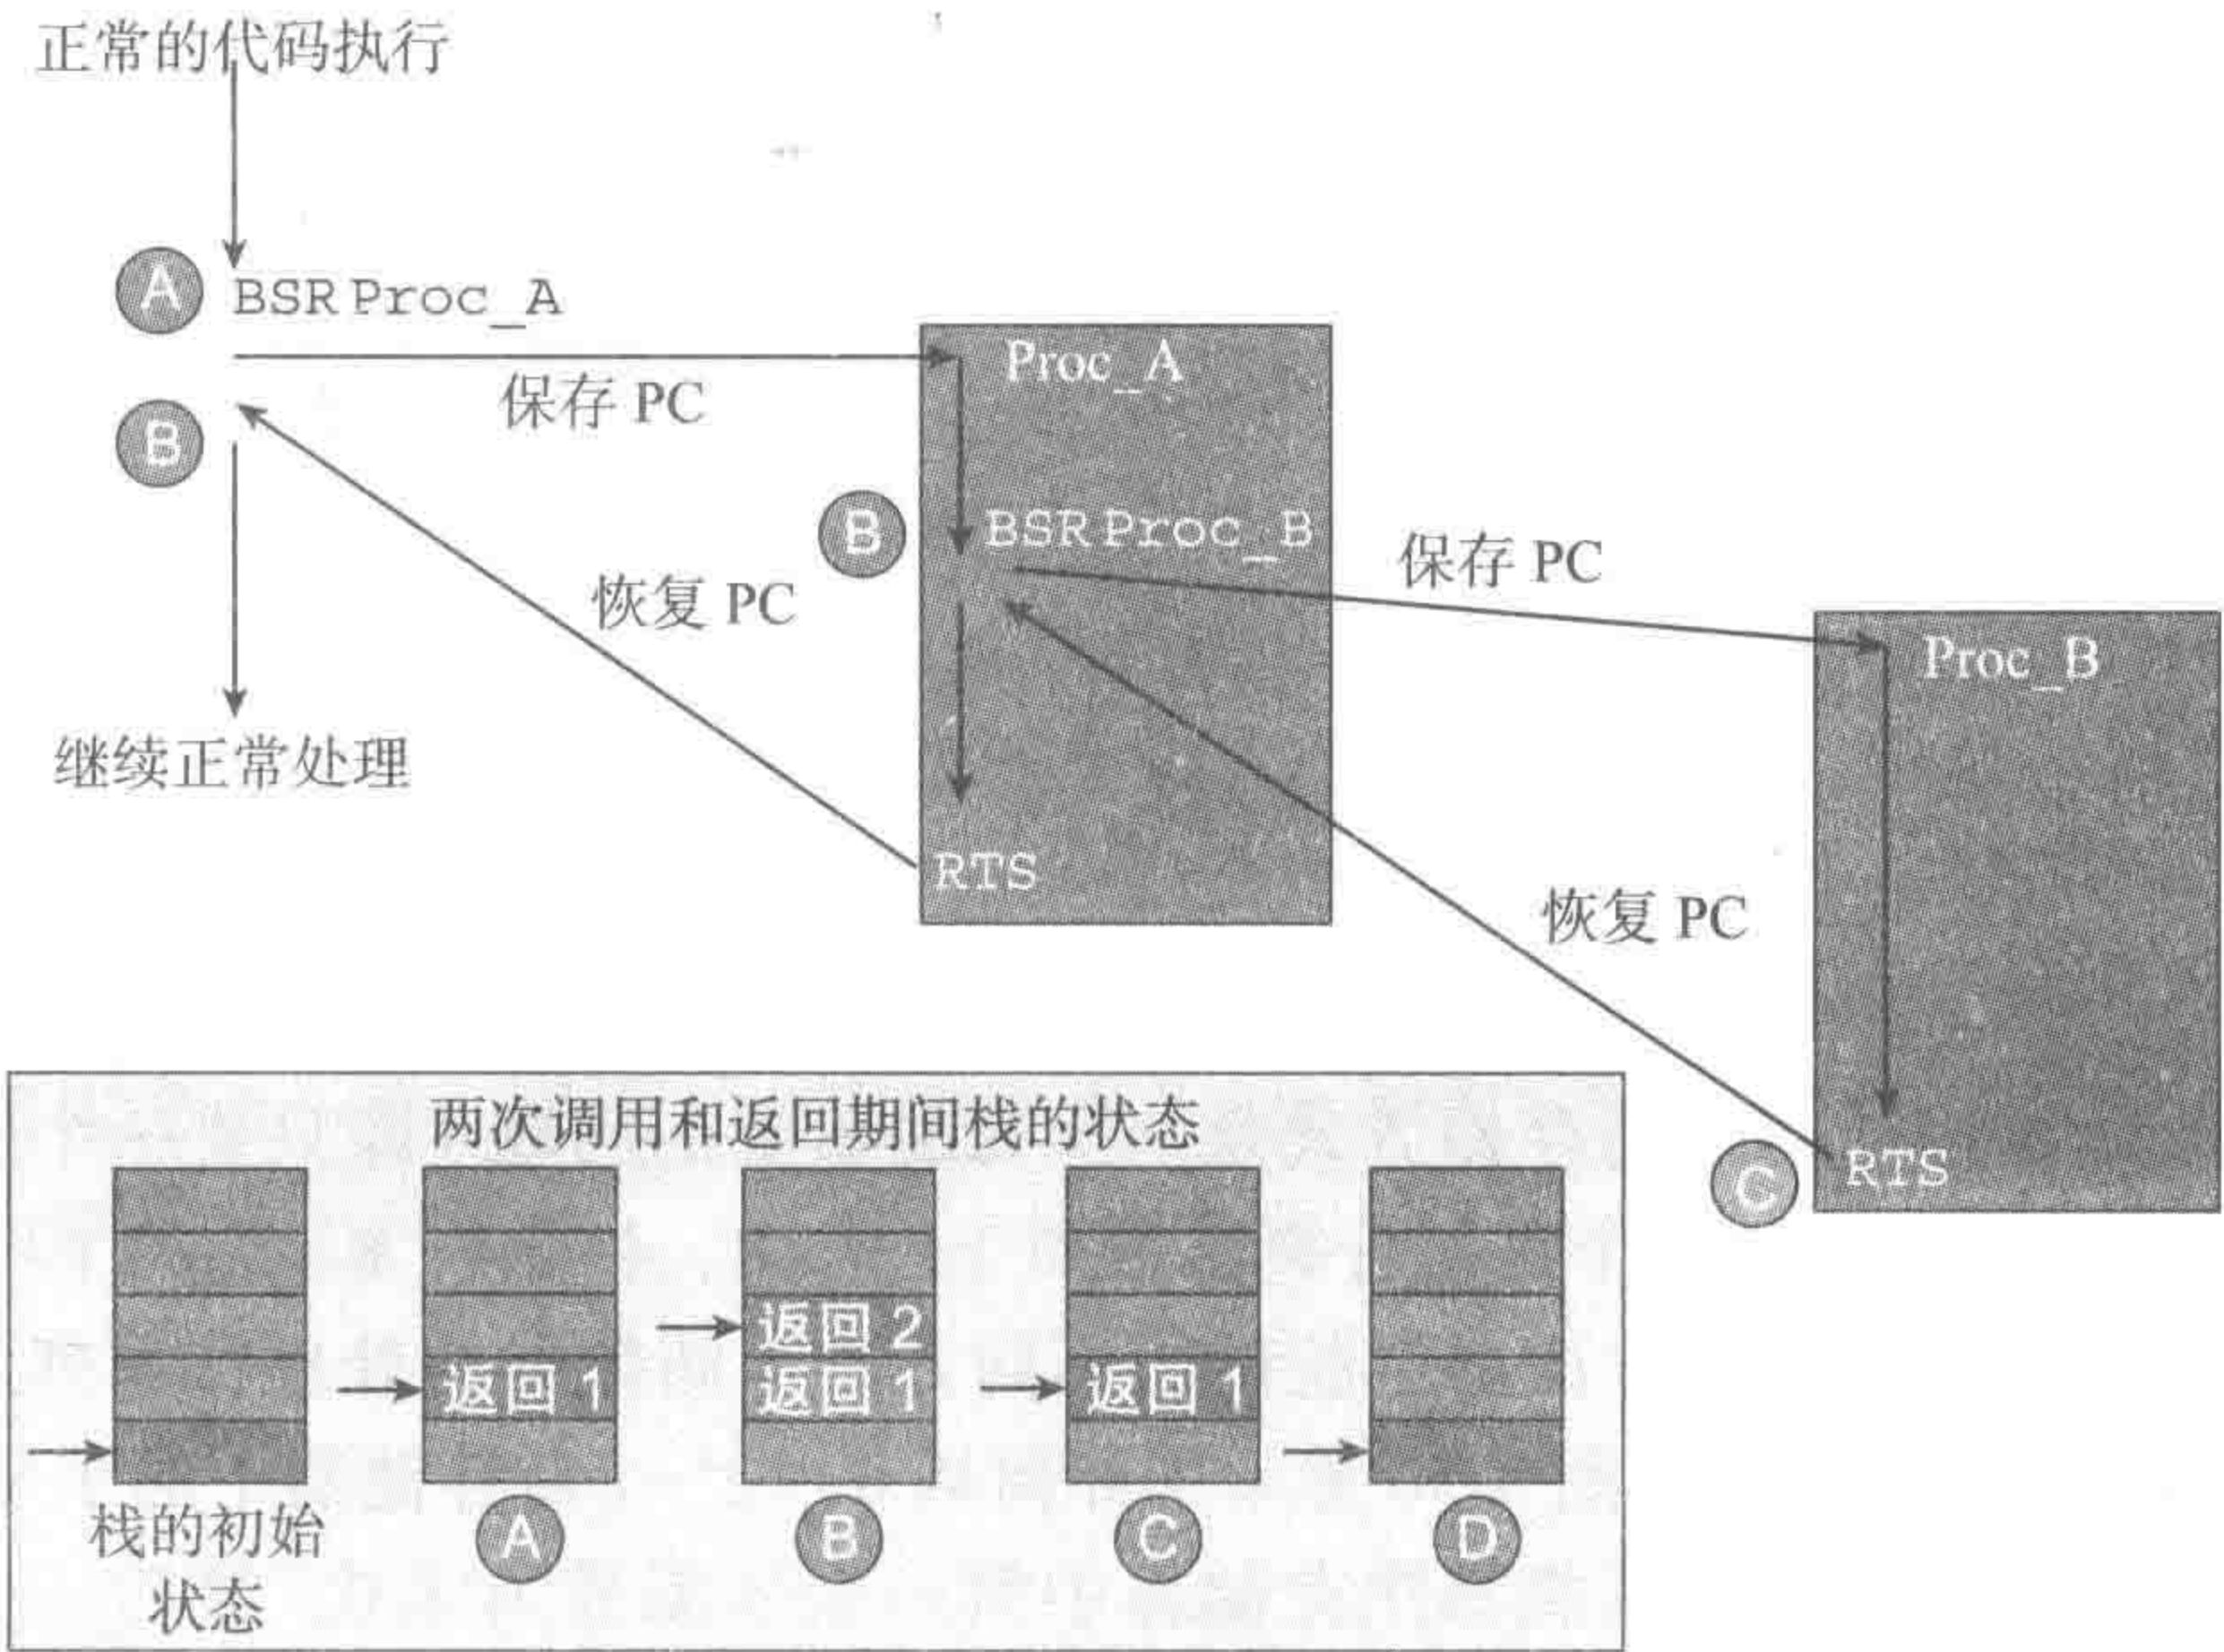 正常的代码执行
A
BSR Proc_A
Proc_A
保存 PC
B
B
BSR Proc_B
保存 PC
恢复 PC
Proc_B
继续正常处理
RTS
恢复 PC
两次调用和返回期间栈的状态
C
RTS
返回 2
返回 1
返回 1
返回 1
栈的初始
状态
A
B
C
D